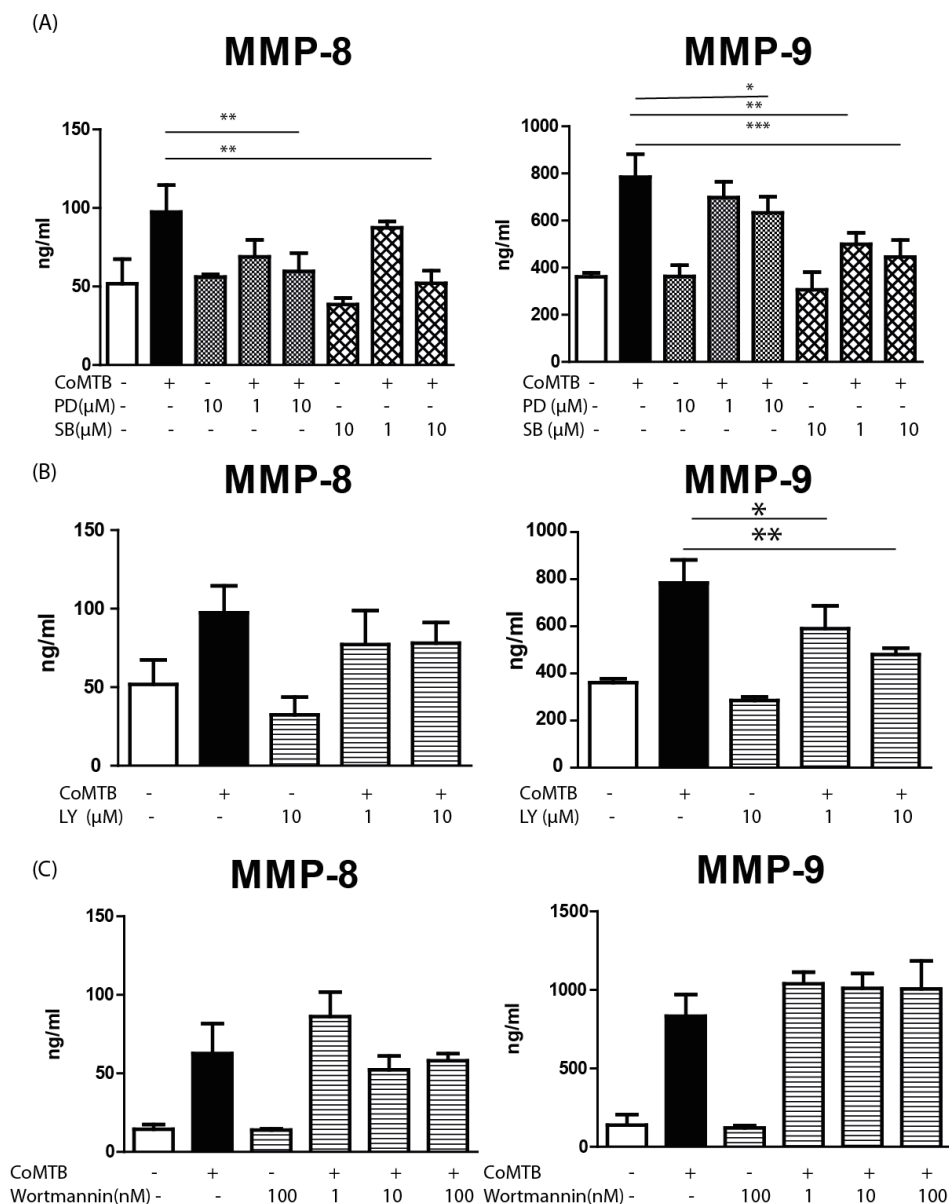 (A)
MMP-8
MMP-9
**
**
*
**
***
150
100
50
0
ng/ml
1000
800
600
400
200
0
ng/ml
CoMTB - + - + + - + +
PD(µM) - - 10 1 10 - - -
SB(µM) - - - - - 10 1 10
CoMTB - + - + + - + +
PD(µM) - - 10 1 10 - - -
SB (µM) - - - - - 10 1 10
(B)
MMP-8
MMP-9
*
**
150
100
50
0
ng/ml
1000
800
600
400
200
0
ng/ml
CoMTB - + - + +
LY (µM) - - 10 1 10
CoMTB - + - + +
LY (µM) - - 10 1 10
(C)
MMP-8
MMP-9
150
100
50
0
ng/ml
1500
1000
500
0
ng/ml
CoMTB - + - + + +
Wortmannin(nM) - - 100 1 10 100
CoMTB - + - + + +
Wortmannin(nM) - - 100 1 10 100